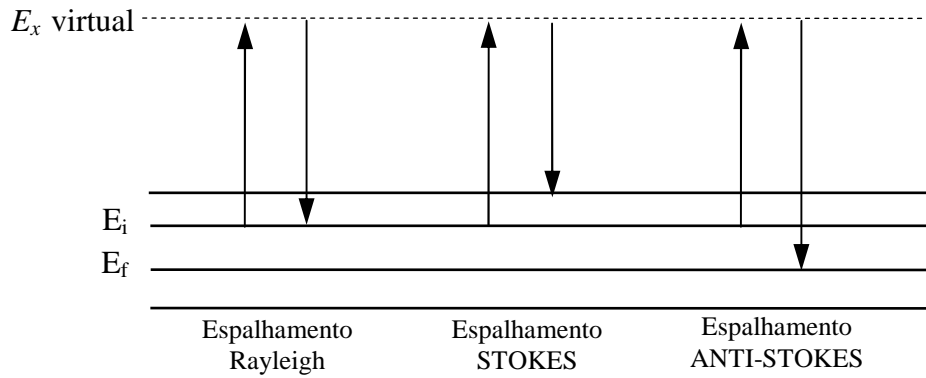 E_x virtual
E_i
E_f
Espalhamento
Rayleigh
Espalhamento
STOKES
Espalhamento
ANTI-STOKES